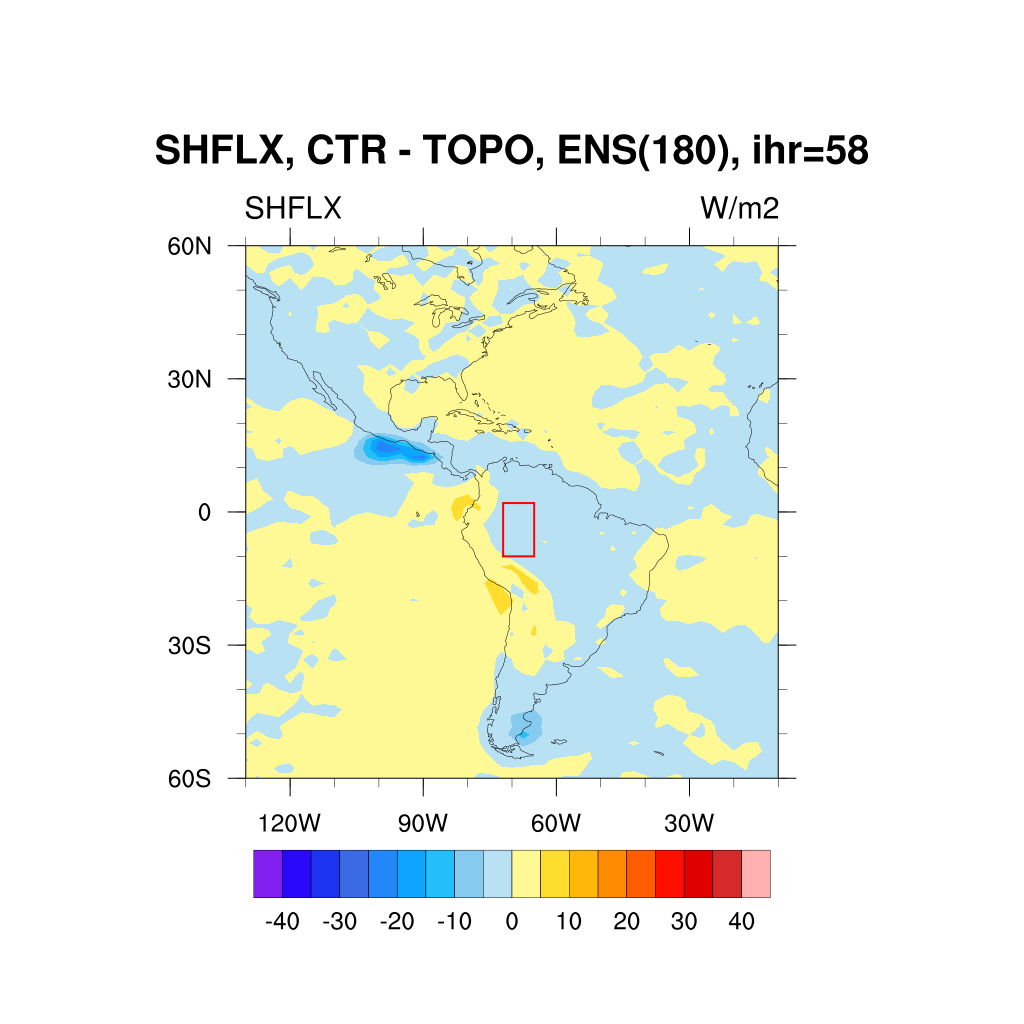 SHFLX, CTR - TOPO, ENS(180), ihr=58
SHFLX W/m2
60N
30N
0
30S
60S
120W 90W 60W 30W
-40 -30 -20 -10 0 10 20 30 40